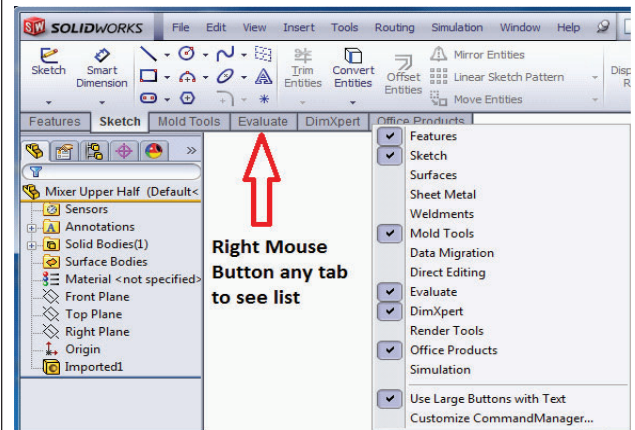 SOLIDWORKS File Edit View Insert Tools Routing Simulation Window Help
Sketch Smart Dimension Trim Entities Convert Entities Offset Entities
Mirror Entities
Linear Sketch Pattern
Move Entities
Features Sketch Mold Tools Evaluate DimXpert Office Products
Mixer Upper Half (Default<
Sensors
Annotations
Solid Bodies(1)
Surface Bodies
Material <not specified>
Front Plane
Top Plane
Right Plane
Origin
Imported1
Right Mouse
Button any tab
to see list
Features
Sketch
Surfaces
Sheet Metal
Weldments
Mold Tools
Data Migration
Direct Editing
Evaluate
DimXpert
Render Tools
Office Products
Simulation
Use Large Buttons with Text
Customize CommandManager...